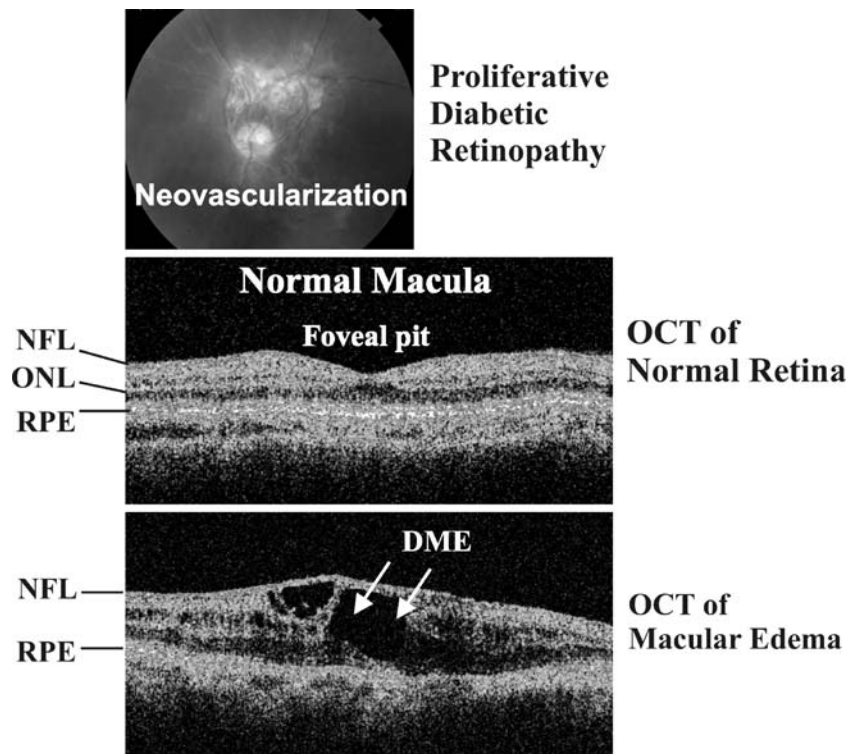 Proliferative
Diabetic
Retinopathy
Neovascularization
Normal Macula
Foveal pit
NFL
ONL
RPE
OCT of
Normal Retina
DME
NFL
RPE
OCT of
Macular Edema